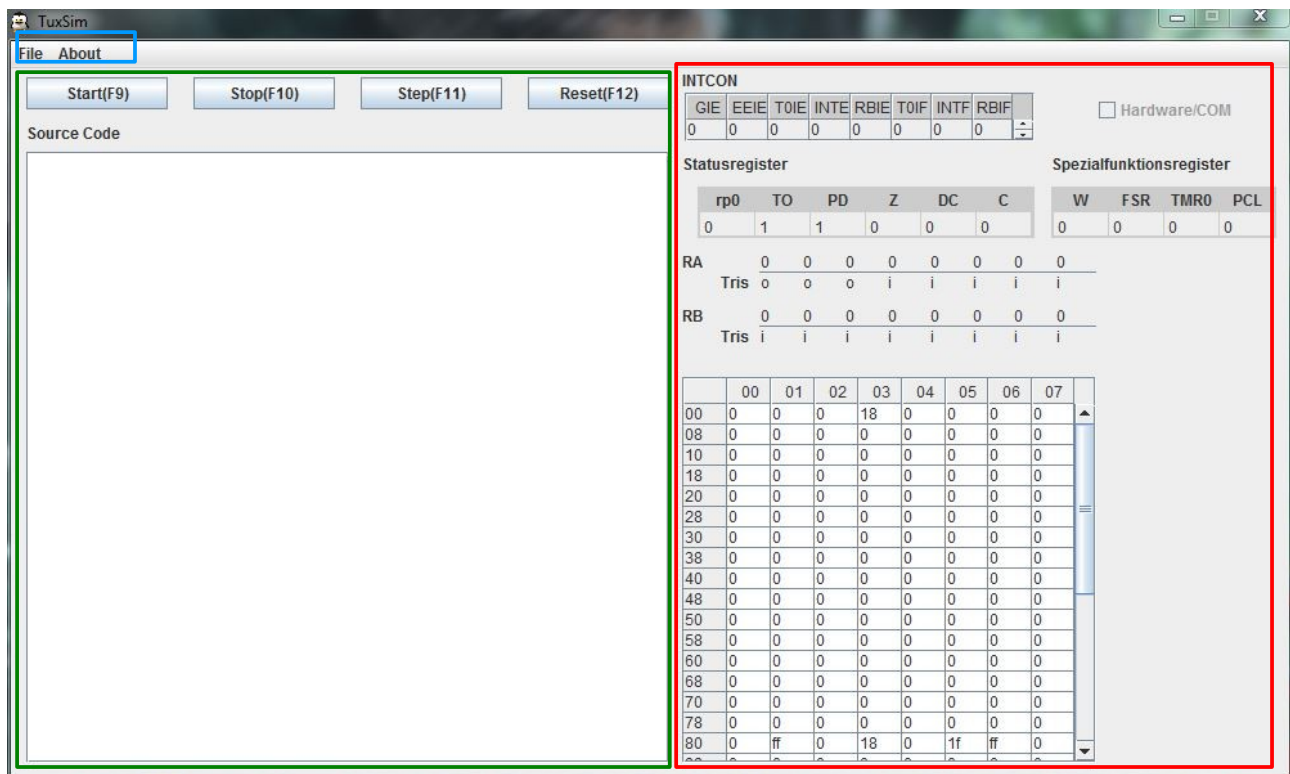 TuxSim
File About
Start(F9) Stop(F10) Step(F11) Reset(F12)
Source Code
INTCON
GIE EEIE T0IE INTE RBIE T0IF INTF RBIF
0 0 0 0 0 0 0 0
Hardware/COM
Statusregister
rp0 TO PD Z DC C
0 1 1 0 0 0
Spezialfunktionsregister
W FSR TMR0 PCL
0 0 0 0
RA 0 0 0 0 0 0 0 0
Tris o o o i i i i i
RB 0 0 0 0 0 0 0 0
Tris i i i i i i i i
00 01 02 03 04 05 06 07
00 0 0 0 18 0 0 0 0
08 0 0 0 0 0 0 0 0
10 0 0 0 0 0 0 0 0
18 0 0 0 0 0 0 0 0
20 0 0 0 0 0 0 0 0
28 0 0 0 0 0 0 0 0
30 0 0 0 0 0 0 0 0
38 0 0 0 0 0 0 0 0
40 0 0 0 0 0 0 0 0
48 0 0 0 0 0 0 0 0
50 0 0 0 0 0 0 0 0
58 0 0 0 0 0 0 0 0
60 0 0 0 0 0 0 0 0
68 0 0 0 0 0 0 0 0
70 0 0 0 0 0 0 0 0
78 0 0 0 0 0 0 0 0
80 0 ff 0 18 0 1f ff 0